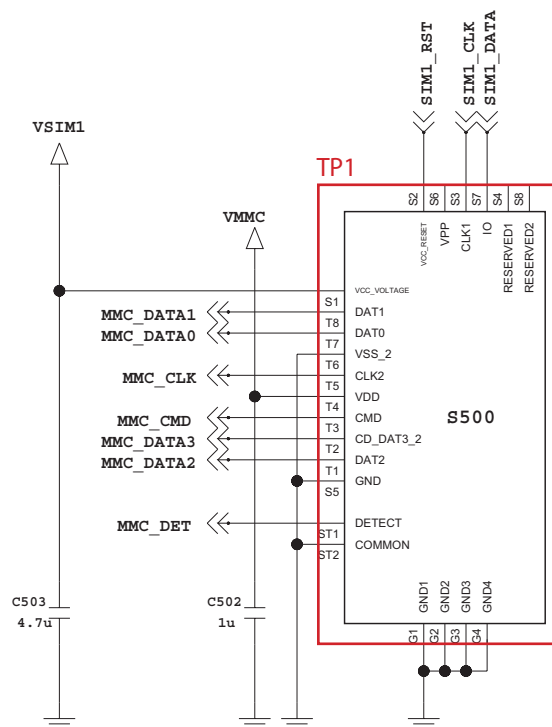 SIM1_RST
SIM1_CLK
SIM1_DATA
VSIM1
TP1
S2
S6
S3
S7
S4
S8
VCC_RESET
VPP
CLK1
IO
RESERVED1
RESERVED2
VMMC
VCC_VOLTAGE
S1
MMC_DATA1
DAT1
T8
MMC_DATA0
DAT0
T7
VSS_2
T6
MMC_CLK
CLK2
T5
VDD
T4
MMC_CMD
CMD
S500
T3
MMC_DATA3
CD_DAT3_2
T2
MMC_DATA2
DAT2
T1
GND
S5
MMC_DET
DETECT
ST1
COMMON
ST2
C503
4.7u
C502
1u
GND1
GND2
GND3
GND4
G1
G2
G3
G4